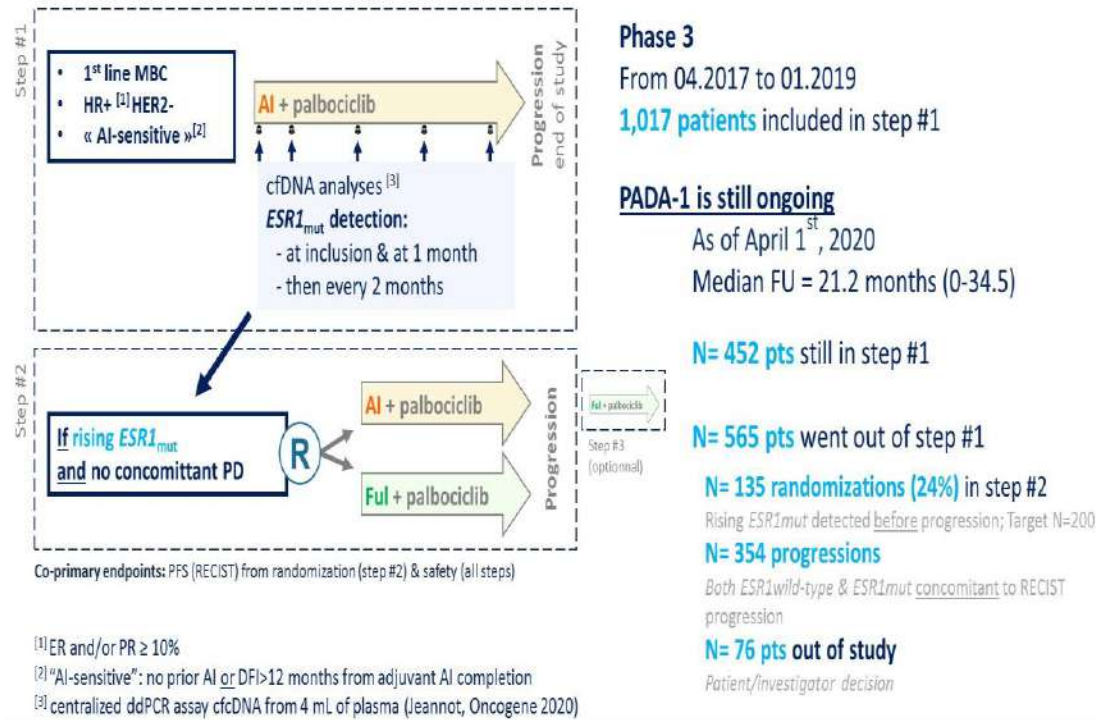 Step #1
• 1st line MBC
• HR+ [1] HER2-
• « AI-sensitive »[2]
AI + palbociclib
Progression
end of study
cfDNA analyses [3]
ESR1mut detection:
- at inclusion & at 1 month
- then every 2 months
Step #2
If rising ESR1mut
and no concomittant PD
R
AI + palbociclib
Ful + palbociclib
Progression
Ful + palbociclib
Step #3
(optionnal)
Co-primary endpoints: PFS (RECIST) from randomization (step #2) & safety (all steps)
[1] ER and/or PR ≥ 10%
[2] "AI-sensitive": no prior AI or DFI>12 months from adjuvant AI completion
[3] centralized ddPCR assay cfcDNA from 4 mL of plasma (Jeannot, Oncogene 2020)
Phase 3
From 04.2017 to 01.2019
1,017 patients included in step #1
PADA-1 is still ongoing
As of April 1st, 2020
Median FU = 21.2 months (0-34.5)
N= 452 pts still in step #1
N= 565 pts went out of step #1
N= 135 randomizations (24%) in step #2
Rising ESR1mut detected before progression; Target N=200
N= 354 progressions
Both ESR1wild-type & ESR1mut concomitant to RECIST
progression
N= 76 pts out of study
Patient/investigator decision